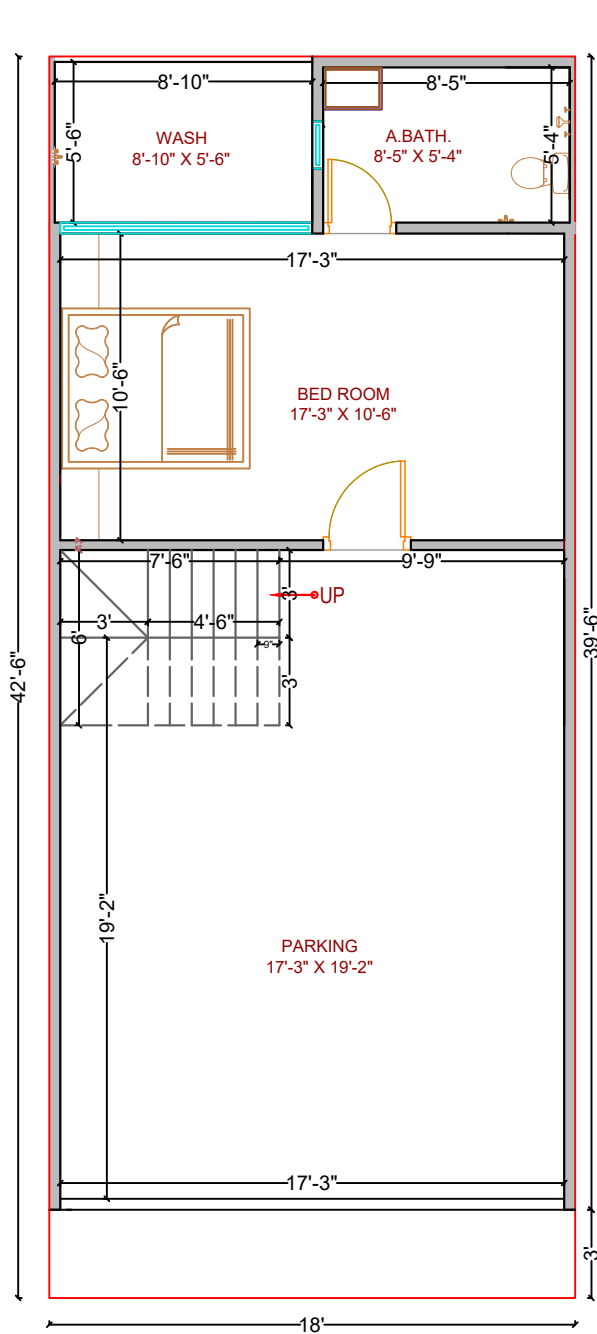 8'-10"
8'-5"
WASH
8'-10" X 5'-6"
5'-6"
A.BATH.
8'-5" X 5'-4"
5'-4"
17'-3"
10'-6"
BED ROOM
17'-3" X 10'-6"
7'-6"
9'-9"
3'
UP
3'
4'-6"
6'
9"
3'
42'-6"
39'-6"
19'-2"
PARKING
17'-3" X 19'-2"
17'-3"
3'
18'